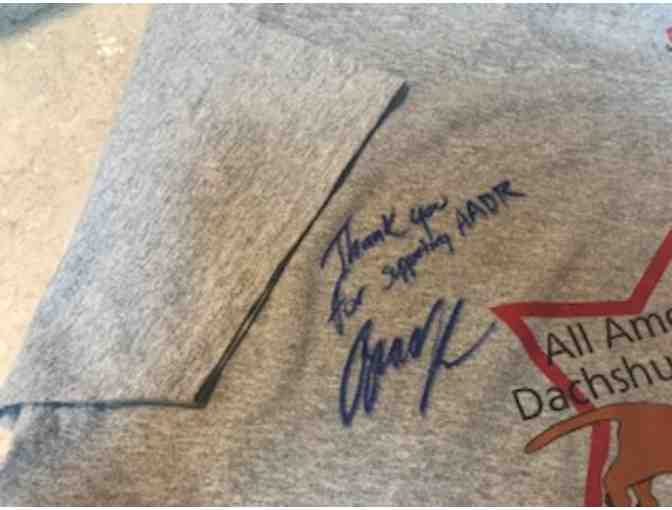 Thank you
for supporting AADR
All Ame
Dachshu